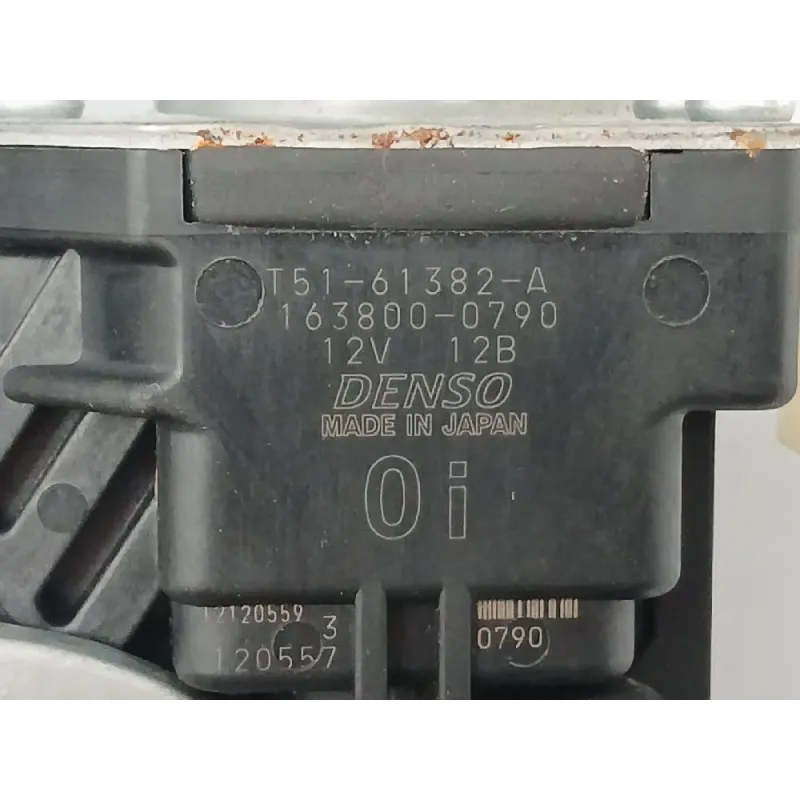 T51-61382-A
163800-0790
12V 12B
DENSO
MADE IN JAPAN
0i
12120559
3
120557
0790